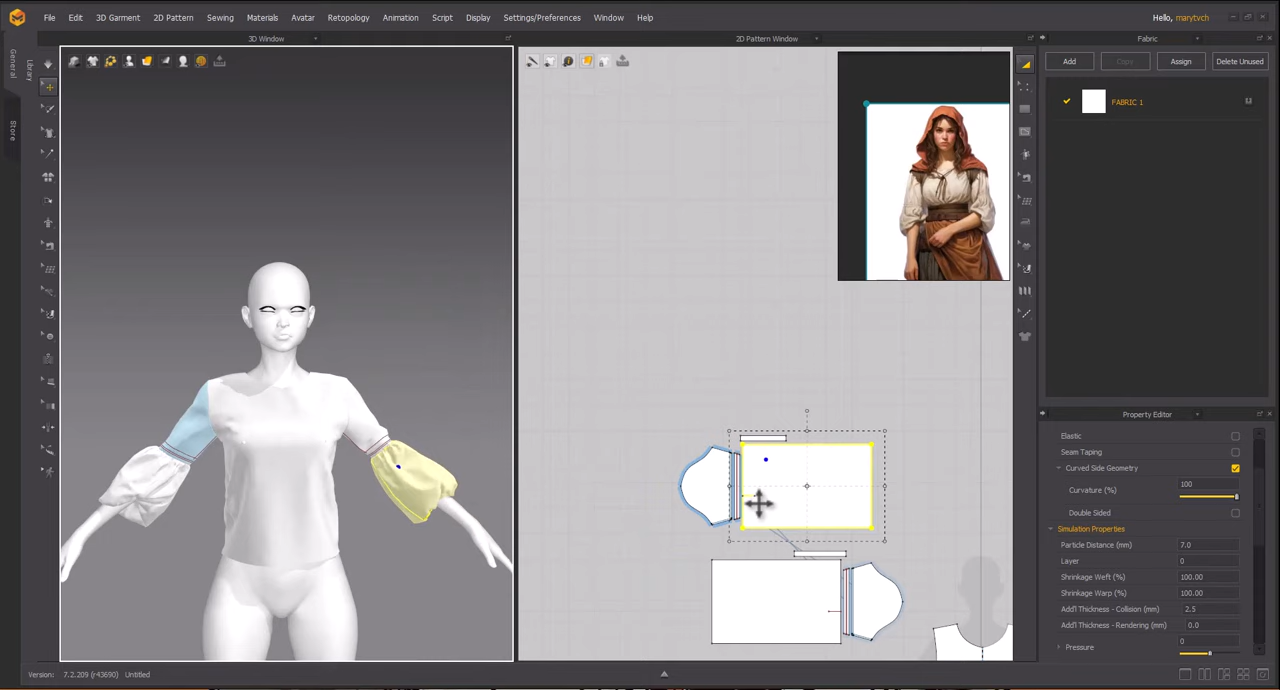 File Edit 3D Garment 2D Pattern Sewing Materials Avatar Retopology Animation Script Display Settings/Preferences Window Help Hello, marytvch
3D Window 2D Pattern Window Fabric
General
Library
Store
Add Copy Assign Delete Unused
FABRIC 1
Property Editor
Elastic
Seam Taping
Curved Side Geometry
Curvature (%) 100
Double Sided
Simulation Properties
Particle Distance (mm) 7.0
Layer 0
Shrinkage Weft (%) 100.00
Shrinkage Warp (%) 100.00
Add'l Thickness - Collision (mm) 2.5
Add'l Thickness - Rendering (mm) 0.0
Pressure 0
Version: 7.2.209 (r43690) Untitled